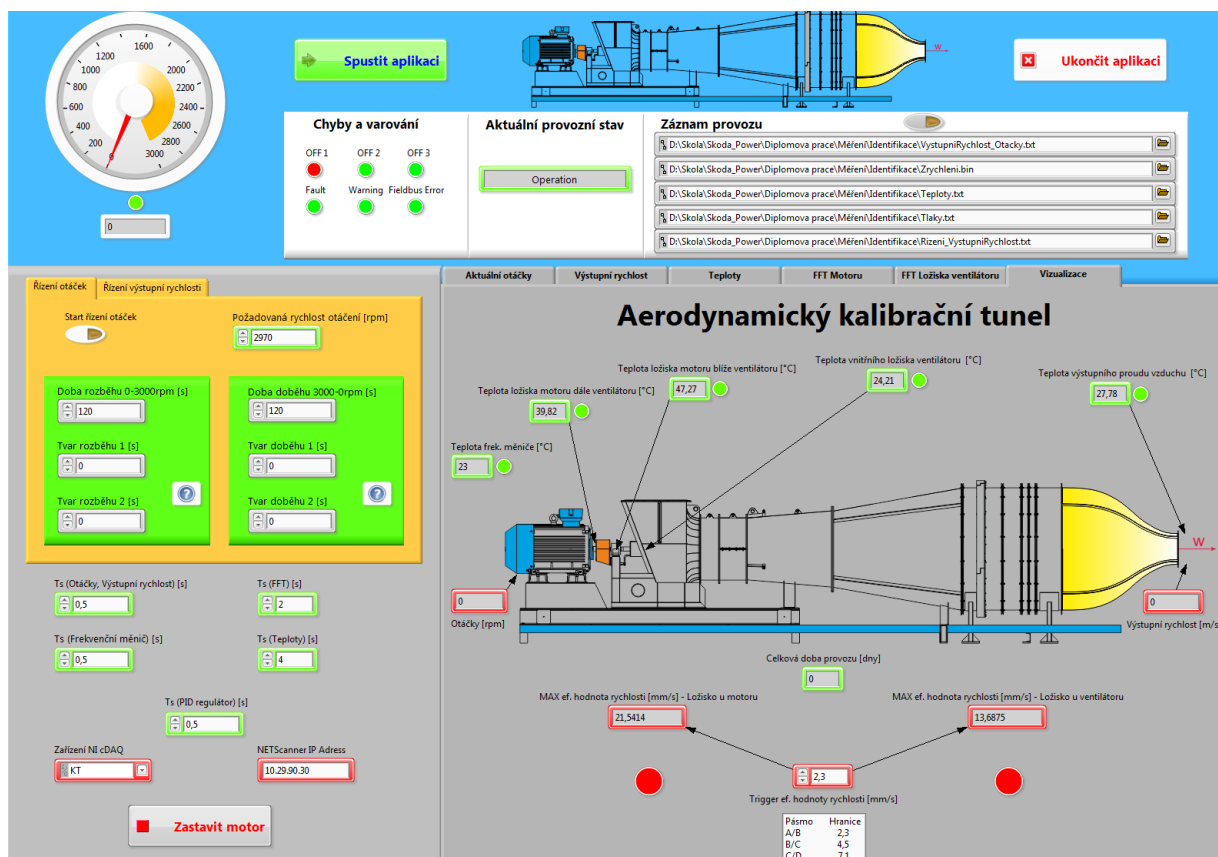 1600
1200
2000
1000
2200
800
600
2400
400
2600
200
2800
0
3000
0
Spustit aplikaci
W
Ukončit aplikaci
Chyby a varování
OFF 1 OFF 2 OFF 3
Fault Warning Fieldbus Error
Aktuální provozní stav
Operation
Záznam provozu
D:\Skola\Skoda_Power\Diplomova prace\Měření\Identifikace\VystupniRychlost_Otacky.txt
D:\Skola\Skoda_Power\Diplomova prace\Měření\Identifikace\Zrychleni.bin
D:\Skola\Skoda_Power\Diplomova prace\Měření\Identifikace\Teploty.txt
D:\Skola\Skoda_Power\Diplomova prace\Měření\Identifikace\Tlaky.txt
D:\Skola\Skoda_Power\Diplomova prace\Měření\Identifikace\Rizeni_VystupniRychlost.txt
Řízení otáček Řízení výstupní rychlosti
Start řízení otáček
Požadovaná rychlost otáčení [rpm]
2970
Doba rozběhu 0-3000rpm [s]
120
Tvar rozběhu 1 [s]
0
Tvar rozběhu 2 [s]
0
Doba doběhu 3000-0rpm [s]
120
Tvar doběhu 1 [s]
0
Tvar doběhu 2 [s]
0
Ts (Otáčky, Výstupní rychlost) [s]
0,5
Ts (FFT) [s]
2
Ts (Frekvenční měnič) [s]
0,5
Ts (Teploty) [s]
4
Ts (PID regulátor) [s]
0,5
Zařízení NI cDAQ
KT
NETScanner IP Adress
10.29.90.30
Zastavit motor
Aktuální otáčky Výstupní rychlost Teploty FFT Motoru FFT Ložiska ventilátoru Vizualizace
Aerodynamický kalibrační tunel
Teplota ložiska motoru blíže ventilátoru [°C]
47,27
Teplota vnitřního ložiska ventilátoru [°C]
24,21
Teplota výstupního proudu vzduchu [°C]
27,78
Teplota ložiska motoru dále ventilátoru [°C]
39,82
Teplota frek. měniče [°C]
23
W
0
Otáčky [rpm]
0
Výstupní rychlost [m/s
Celková doba provozu [dny]
0
MAX ef. hodnota rychlosti [mm/s] - Ložisko u motoru
21,5414
MAX ef. hodnota rychlosti [mm/s] - Ložisko u ventilátoru
13,6875
2,3
Trigger ef. hodnoty rychlosti [mm/s]
Pásmo Hranice
A/B 2,3
B/C 4,5
C/D 7,1